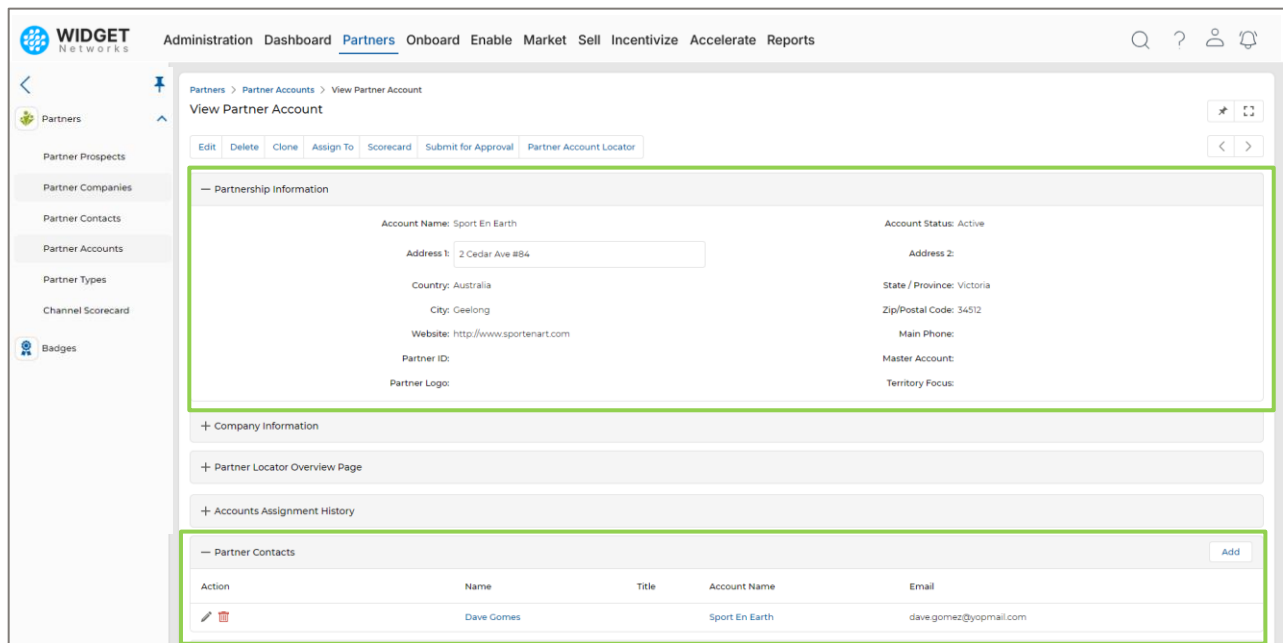 WIDGET
Networks
Administration Dashboard Partners Onboard Enable Market Sell Incentivize Accelerate Reports
Partners
Partner Prospects
Partner Companies
Partner Contacts
Partner Accounts
Partner Types
Channel Scorecard
Badges
Partners > Partner Accounts > View Partner Account
View Partner Account
Edit Delete Clone Assign To Scorecard Submit for Approval Partner Account Locator
— Partnership Information
Account Name: Sport En Earth Account Status: Active
Address 1: 2 Cedar Ave #84 Address 2:
Country: Australia State / Province: Victoria
City: Geelong Zip/Postal Code: 34512
Website: http://www.sportenart.com Main Phone:
Partner ID: Master Account:
Partner Logo: Territory Focus:
+ Company Information
+ Partner Locator Overview Page
+ Accounts Assignment History
— Partner Contacts Add
Action Name Title Account Name Email
Dave Gomes Sport En Earth dave.gomez@yopmail.com